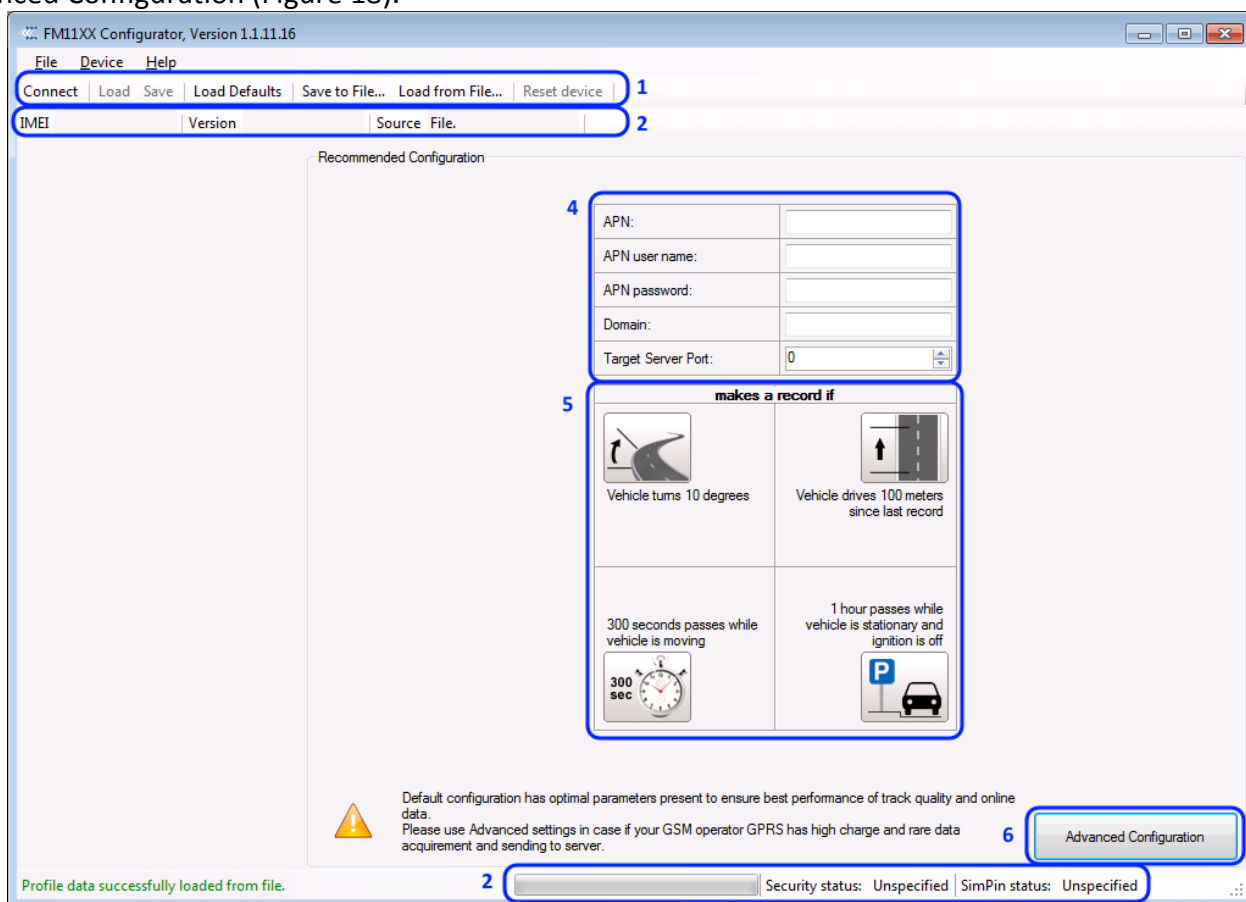 nced Configuration (Figure 18).
FM11XX Configurator, Version 1.1.11.16
File Device Help
Connect Load Save Load Defaults Save to File... Load from File... Reset device 1
IMEI Version Source File. 2
Recommended Configuration
4
APN:
APN user name:
APN password:
Domain:
Target Server Port: 0
5
makes a record if
Vehicle turns 10 degrees
Vehicle drives 100 meters
since last record
300 seconds passes while
vehicle is moving
300
sec
1 hour passes while
vehicle is stationary and
ignition is off
P
Default configuration has optimal parameters present to ensure best performance of track quality and online
data.
Please use Advanced settings in case if your GSM operator GPRS has high charge and rare data
acquirement and sending to server.
6 Advanced Configuration
Profile data successfully loaded from file. 2 Security status: Unspecified SimPin status: Unspecified